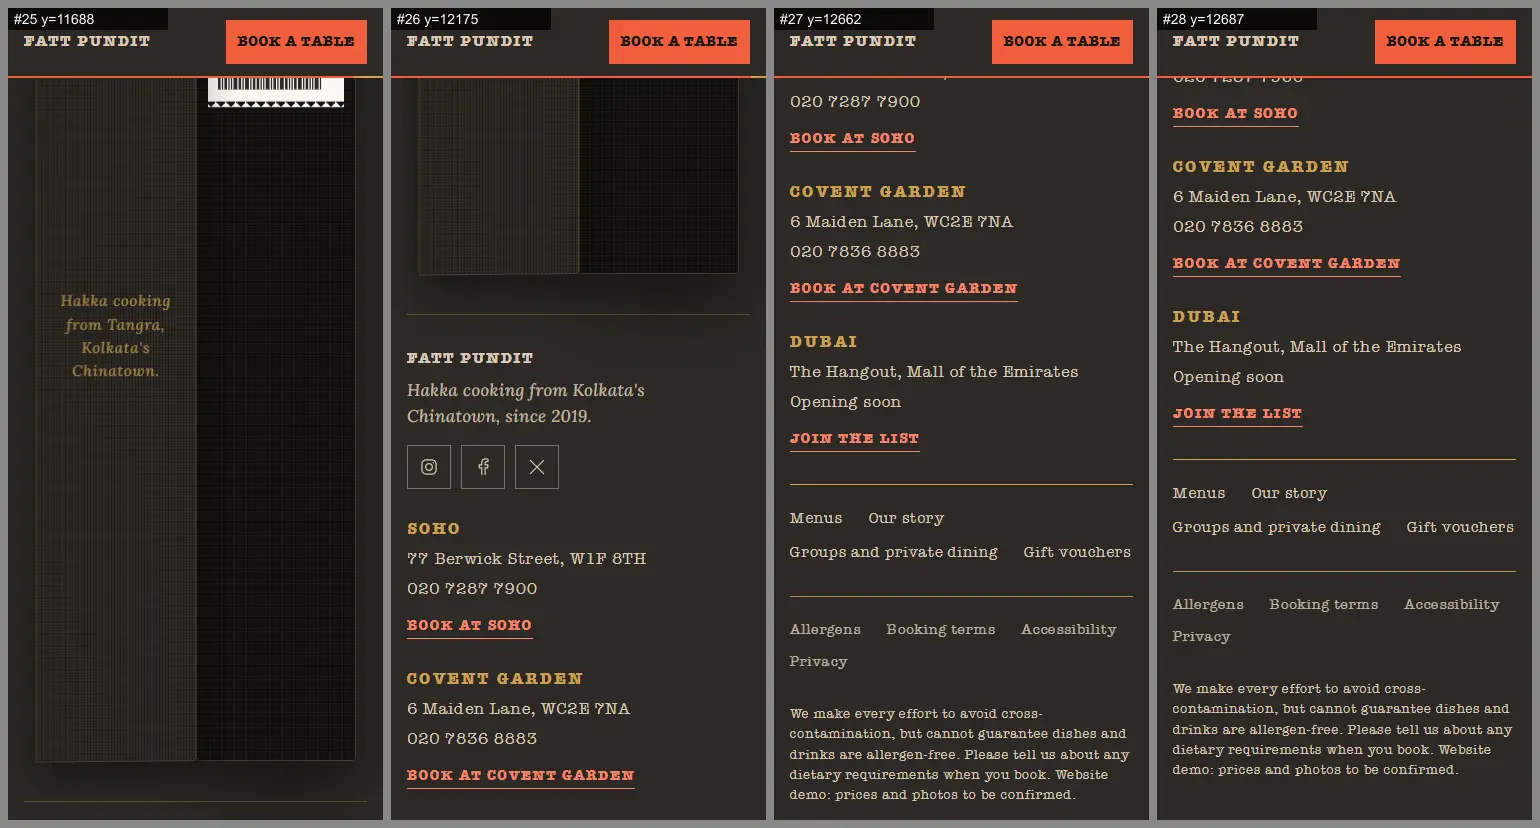 #25 y=11688
FATT PUNDIT
BOOK A TABLE
Hakka cooking
from Tangra,
Kolkata's
Chinatown.
#26 y=12175
FATT PUNDIT
BOOK A TABLE
FATT PUNDIT
Hakka cooking from Kolkata's
Chinatown, since 2019.
SOHO
77 Berwick Street, W1F 8TH
020 7287 7900
BOOK AT SOHO
COVENT GARDEN
6 Maiden Lane, WC2E 7NA
020 7836 8883
BOOK AT COVENT GARDEN
#27 y=12662
FATT PUNDIT
BOOK A TABLE
020 7287 7900
BOOK AT SOHO
COVENT GARDEN
6 Maiden Lane, WC2E 7NA
020 7836 8883
BOOK AT COVENT GARDEN
DUBAI
The Hangout, Mall of the Emirates
Opening soon
JOIN THE LIST
Menus Our story
Groups and private dining Gift vouchers
Allergens Booking terms Accessibility
Privacy
We make every effort to avoid cross-
contamination, but cannot guarantee dishes and
drinks are allergen-free. Please tell us about any
dietary requirements when you book. Website
demo: prices and photos to be confirmed.
#28 y=12687
FATT PUNDIT
BOOK A TABLE
020 7287 7900
BOOK AT SOHO
COVENT GARDEN
6 Maiden Lane, WC2E 7NA
020 7836 8883
BOOK AT COVENT GARDEN
DUBAI
The Hangout, Mall of the Emirates
Opening soon
JOIN THE LIST
Menus Our story
Groups and private dining Gift vouchers
Allergens Booking terms Accessibility
Privacy
We make every effort to avoid cross-
contamination, but cannot guarantee dishes and
drinks are allergen-free. Please tell us about any
dietary requirements when you book. Website
demo: prices and photos to be confirmed.